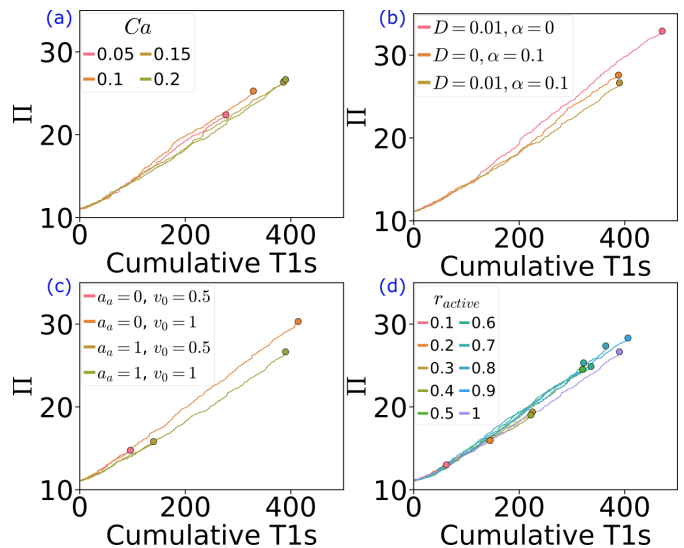 (a)
Ca
0.05 0.15
0.1 0.2
30
20
10
Π
0 200 400
Cumulative T1s
(b)
D = 0.01, α = 0
D = 0, α = 0.1
D = 0.01, α = 0.1
30
20
10
Π
0 200 400
Cumulative T1s
(c)
a_a = 0, v_0 = 0.5
a_a = 0, v_0 = 1
a_a = 1, v_0 = 0.5
a_a = 1, v_0 = 1
30
20
10
Π
0 200 400
Cumulative T1s
(d)
r_active
0.1 0.6
0.2 0.7
0.3 0.8
0.4 0.9
0.5 1
30
20
10
Π
0 200 400
Cumulative T1s